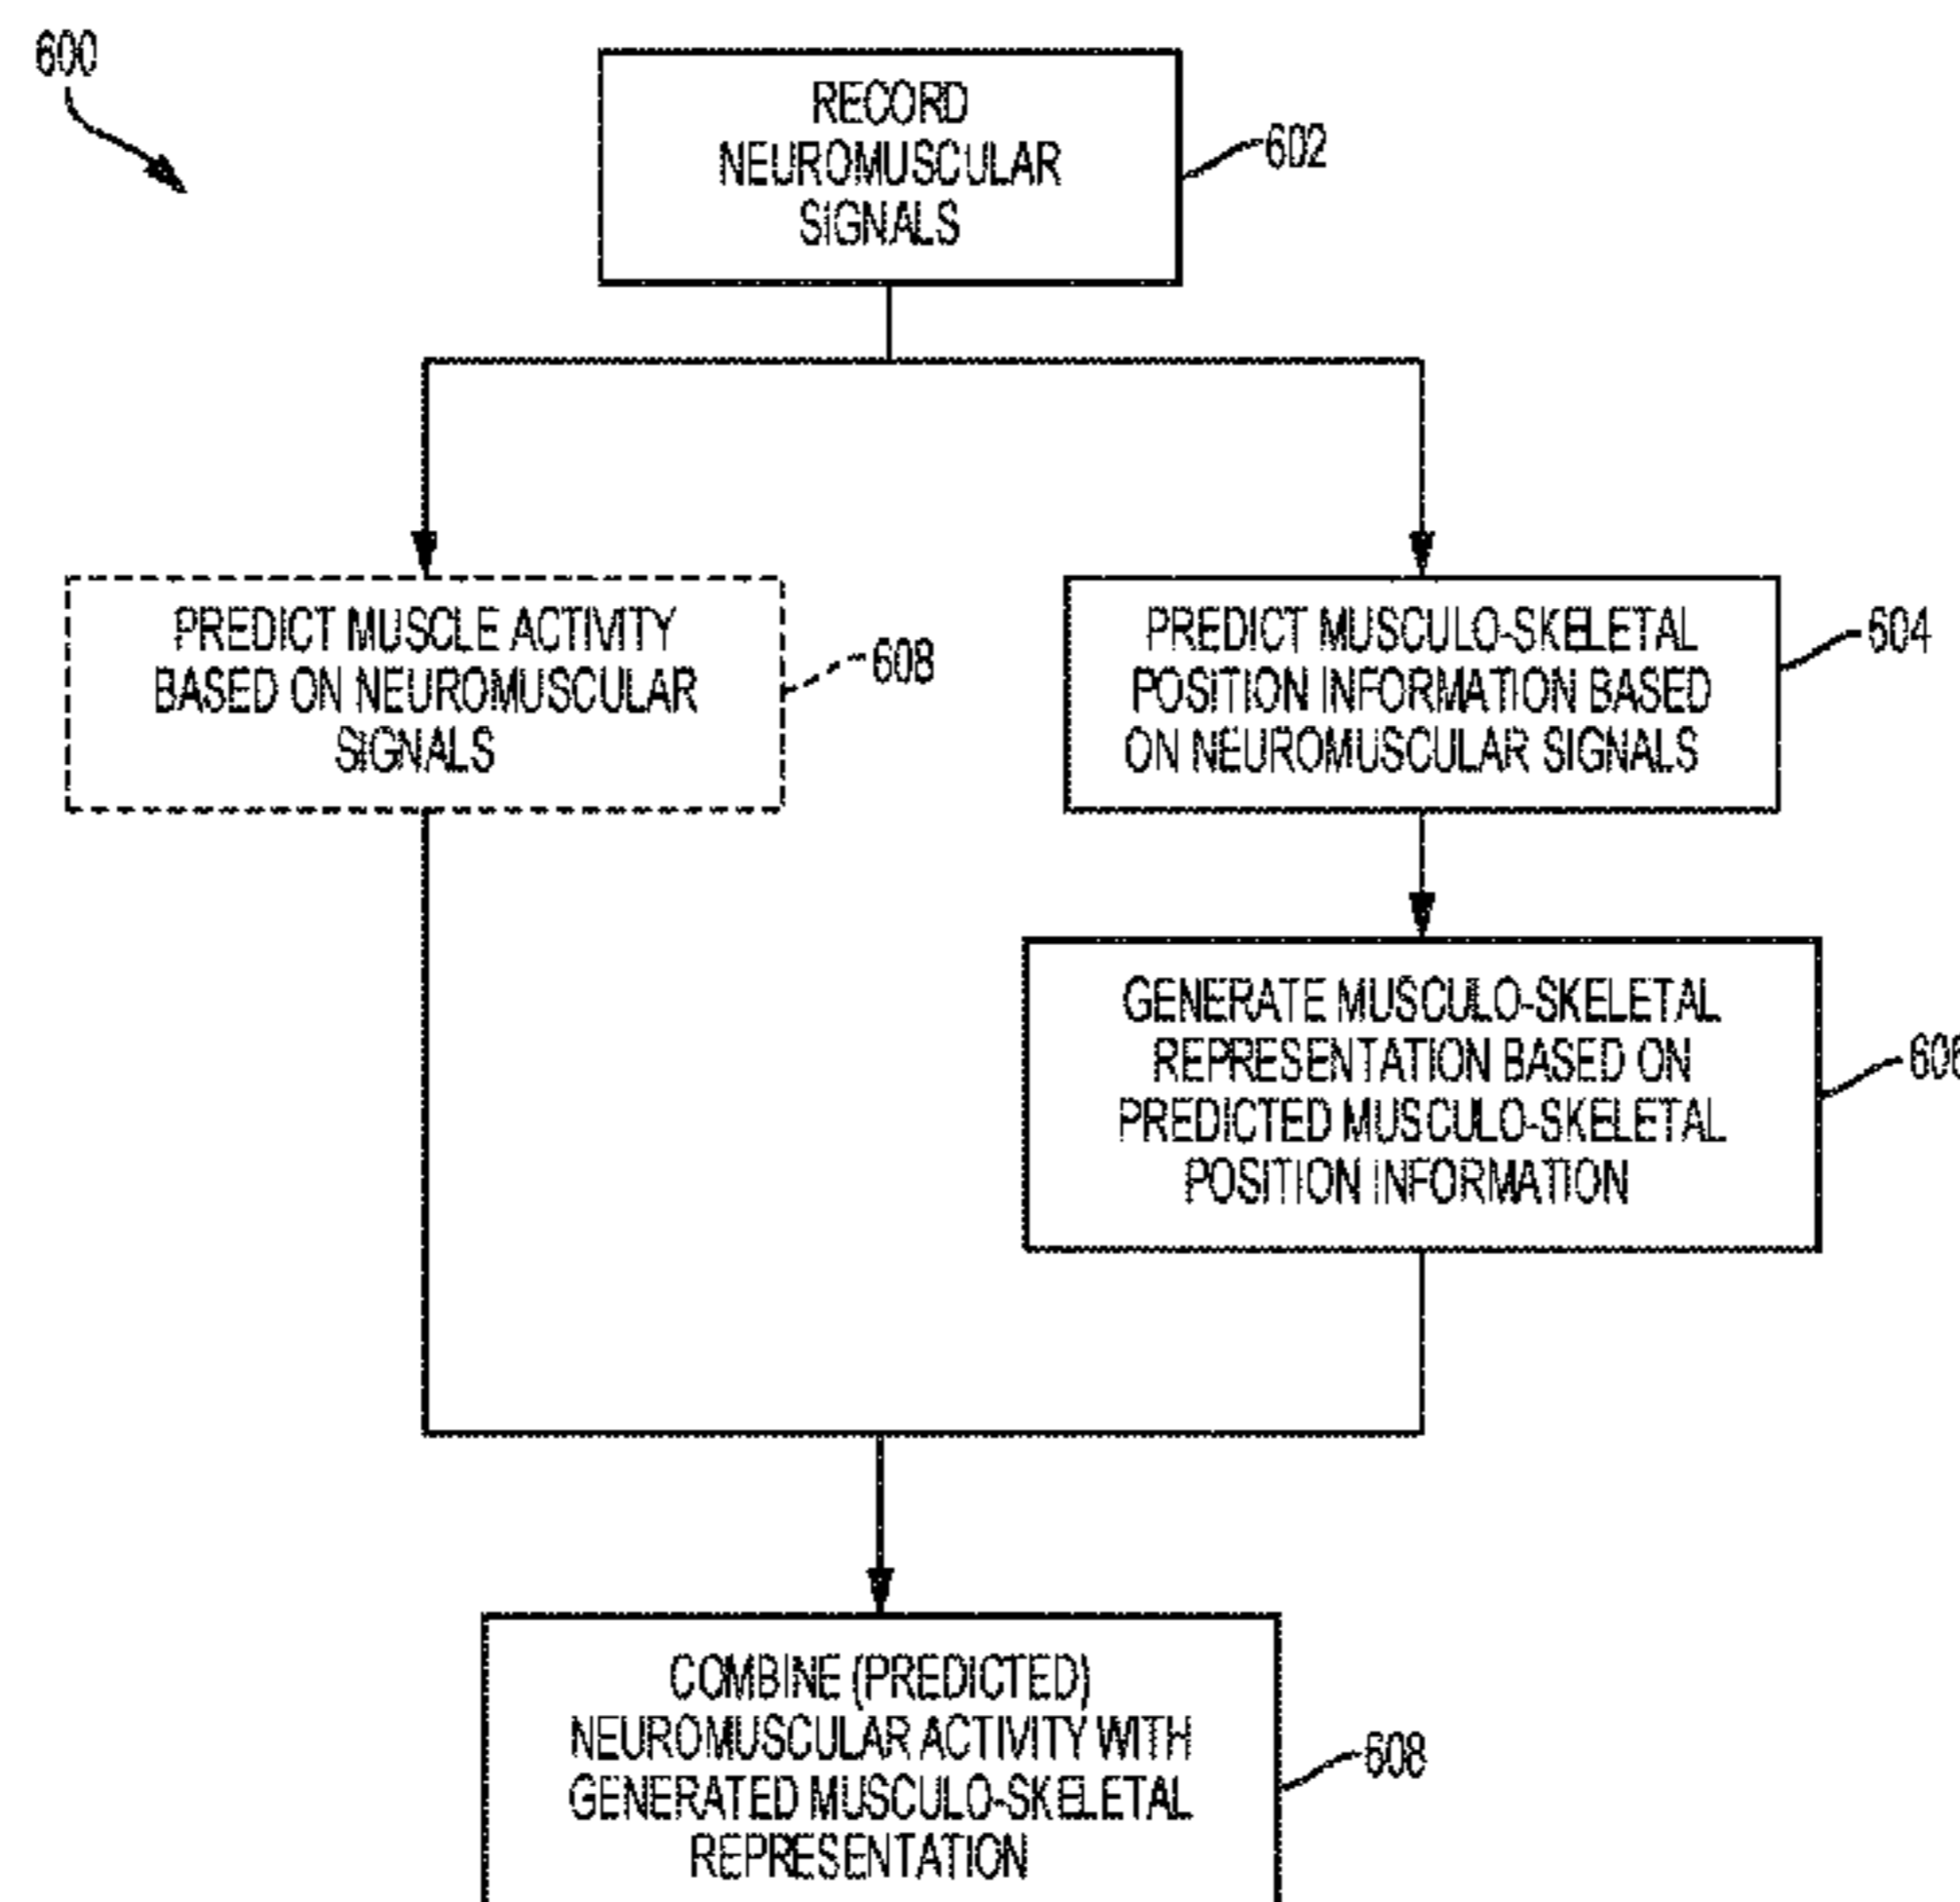 600
RECORD
NEUROMUSCULAR
SIGNALS
602
PREDICT MUSCLE ACTIVITY
BASED ON NEUROMUSCULAR
SIGNALS
608
PREDICT MUSCULO-SKELETAL
POSITION INFORMATION BASED
ON NEUROMUSCULAR SIGNALS
604
GENERATE MUSCULO-SKELETAL
REPRESENTATION BASED ON
PREDICTED MUSCULO-SKELETAL
POSITION INFORMATION
606
COMBINE (PREDICTED)
NEUROMUSCULAR ACTIVITY WITH
GENERATED MUSCULO-SKELETAL
REPRESENTATION
608